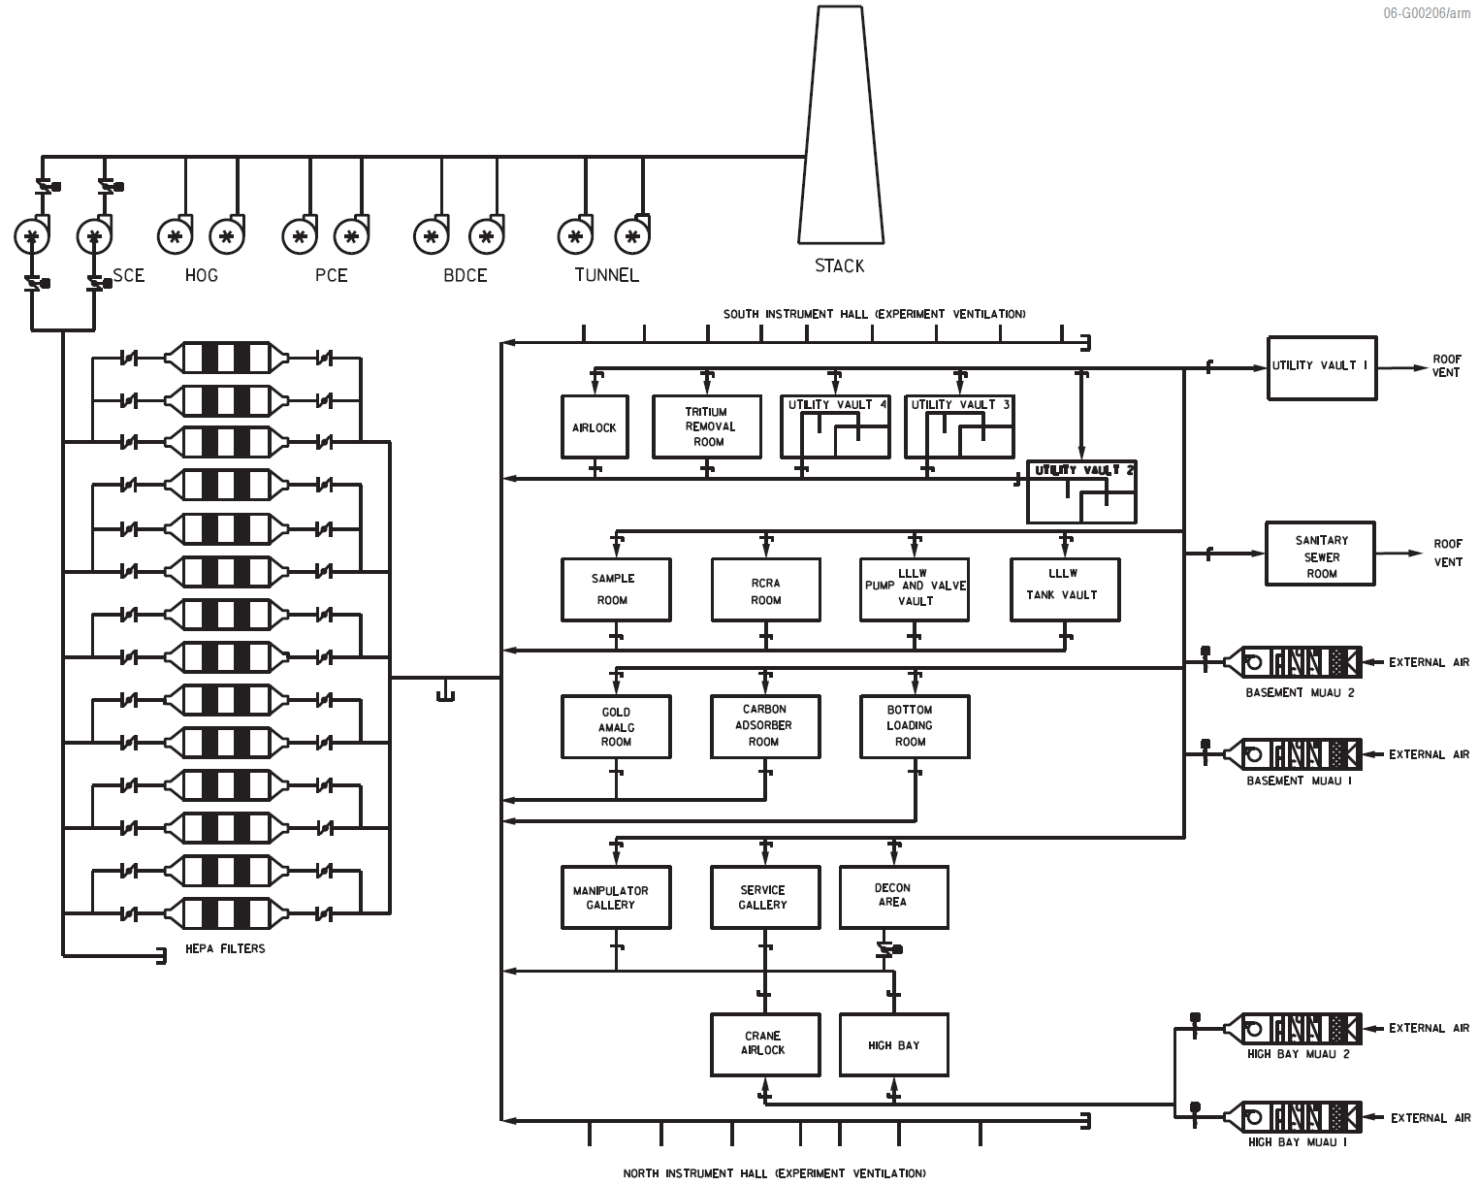 06-G00206/arm
SCE
HOG
PCE
BDCE
TUNNEL
STACK
SOUTH INSTRUMENT HALL (EXPERIMENT VENTILATION)
UTILITY VAULT 1
ROOF
VENT
AIRLOCK
TRITIUM
REMOVAL
ROOM
UTILITY VAULT 4
UTILITY VAULT 3
UTILITY VAULT 2
SAMPLE
ROOM
RCRA
ROOM
LLLW
PUMP AND VALVE
VAULT
LLLW
TANK VAULT
SANITARY
SEWER
ROOM
ROOF
VENT
EXTERNAL AIR
BASEMENT MUAU 2
GOLD
AMALG
ROOM
CARBON
ADSORBER
ROOM
BOTTOM
LOADING
ROOM
EXTERNAL AIR
BASEMENT MUAU 1
MANIPULATOR
GALLERY
SERVICE
GALLERY
DECON
AREA
HEPA FILTERS
CRANE
AIRLOCK
HIGH BAY
EXTERNAL AIR
HIGH BAY MUAU 2
EXTERNAL AIR
HIGH BAY MUAU 1
NORTH INSTRUMENT HALL (EXPERIMENT VENTILATION)